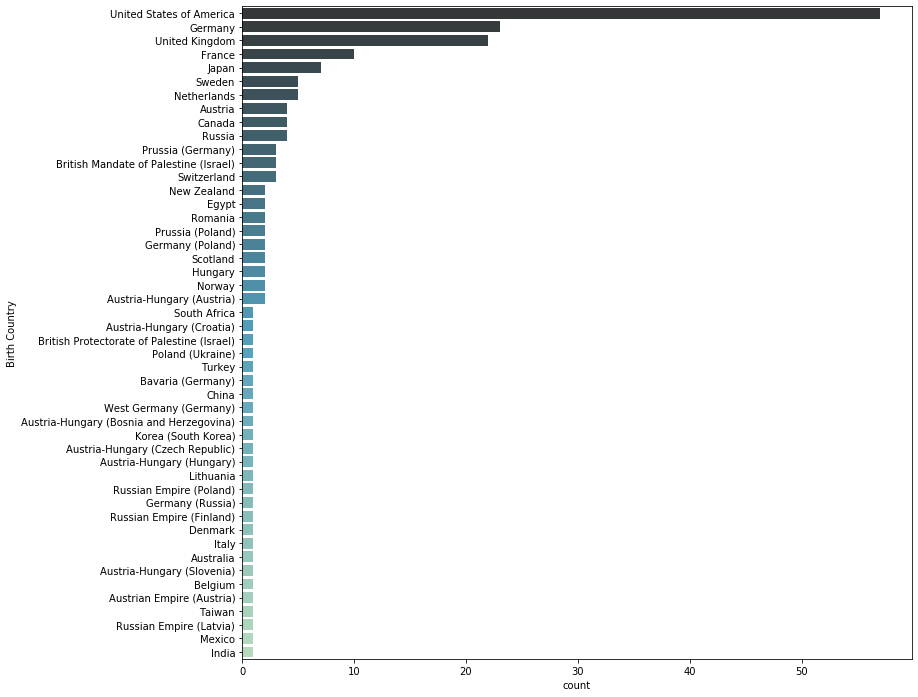 United States of America
Germany
United Kingdom
France
Japan
Sweden
Netherlands
Austria
Canada
Russia
Prussia (Germany)
British Mandate of Palestine (Israel)
Switzerland
New Zealand
Egypt
Romania
Prussia (Poland)
Germany (Poland)
Scotland
Hungary
Norway
Austria-Hungary (Austria)
South Africa
Austria-Hungary (Croatia)
British Protectorate of Palestine (Israel)
Poland (Ukraine)
Turkey
Bavaria (Germany)
China
West Germany (Germany)
Austria-Hungary (Bosnia and Herzegovina)
Korea (South Korea)
Austria-Hungary (Czech Republic)
Austria-Hungary (Hungary)
Lithuania
Russian Empire (Poland)
Germany (Russia)
Russian Empire (Finland)
Denmark
Italy
Australia
Austria-Hungary (Slovenia)
Belgium
Austrian Empire (Austria)
Taiwan
Russian Empire (Latvia)
Mexico
India
Birth Country
0 10 20 30 40 50
count